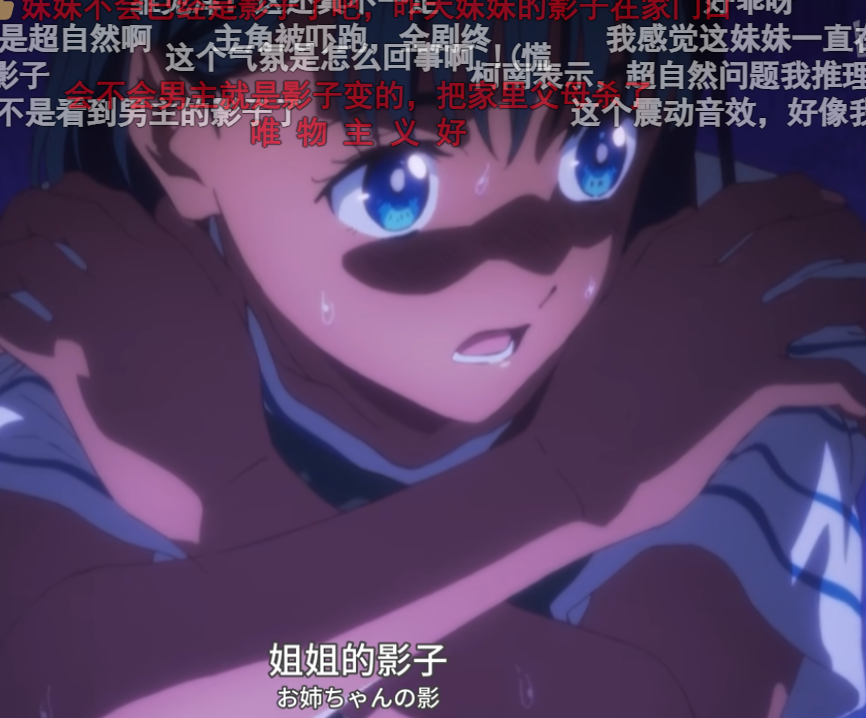 妹妹不会已经是影子了吧，昨天妹妹的影子在家门口
好乖呦
是超自然啊
主角被吓跑，全剧终
我感觉这妹妹一直在
这个气氛是怎么回事啊！(慌
影子
柯南表示，超自然问题我推理
会不会男主就是影子变的，把家里父母杀了
不是看到男主的影子了
这个震动音效，好像我
唯物主义好
姐姐的影子
お姉ちゃんの影